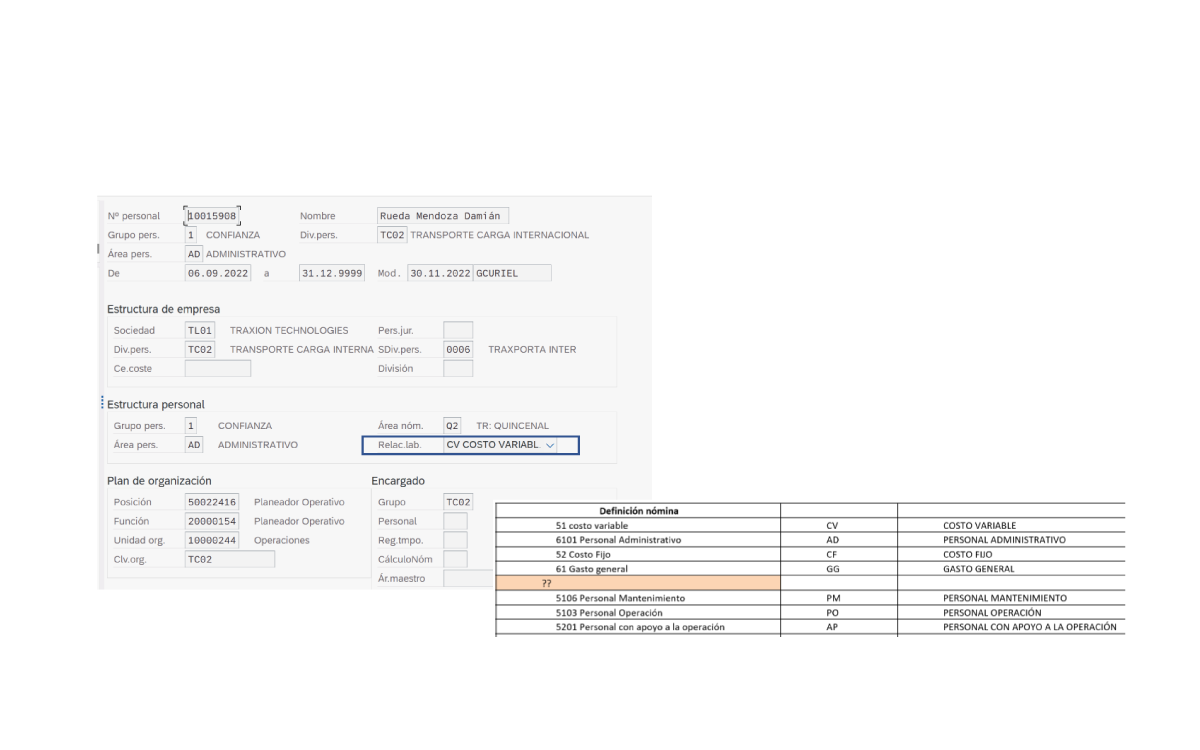 Nº personal 10015908 Nombre Rueda Mendoza Damián
Grupo pers. 1 CONFIANZA Div.pers. TC02 TRANSPORTE CARGA INTERNACIONAL
Área pers. AD ADMINISTRATIVO
De 06.09.2022 a 31.12.9999 Mod. 30.11.2022 GCURIEL
Estructura de empresa
Sociedad TL01 TRAXION TECHNOLOGIES Pers.jur.
Div.pers. TC02 TRANSPORTE CARGA INTERNA SDiv.pers. 0006 TRAXPORTA INTER
Ce.coste División
Estructura personal
Grupo pers. 1 CONFIANZA Área nóm. Q2 TR: QUINCENAL
Área pers. AD ADMINISTRATIVO Relac.lab. CV COSTO VARIABL
Plan de organización Encargado
Posición 50022416 Planeador Operativo Grupo TC02
Función 20000154 Planeador Operativo Personal
Unidad org. 10000244 Operaciones Reg.tmpo.
Clv.org. TC02 CálculoNóm
Ár.maestro
Definición nómina
51 costo variable CV COSTO VARIABLE
6101 Personal Administrativo AD PERSONAL ADMINISTRATIVO
52 Costo Fijo CF COSTO FIJO
61 Gasto general GG GASTO GENERAL
??
5106 Personal Mantenimiento PM PERSONAL MANTENIMIENTO
5103 Personal Operación PO PERSONAL OPERACIÓN
5201 Personal con apoyo a la operación AP PERSONAL CON APOYO A LA OPERACIÓN